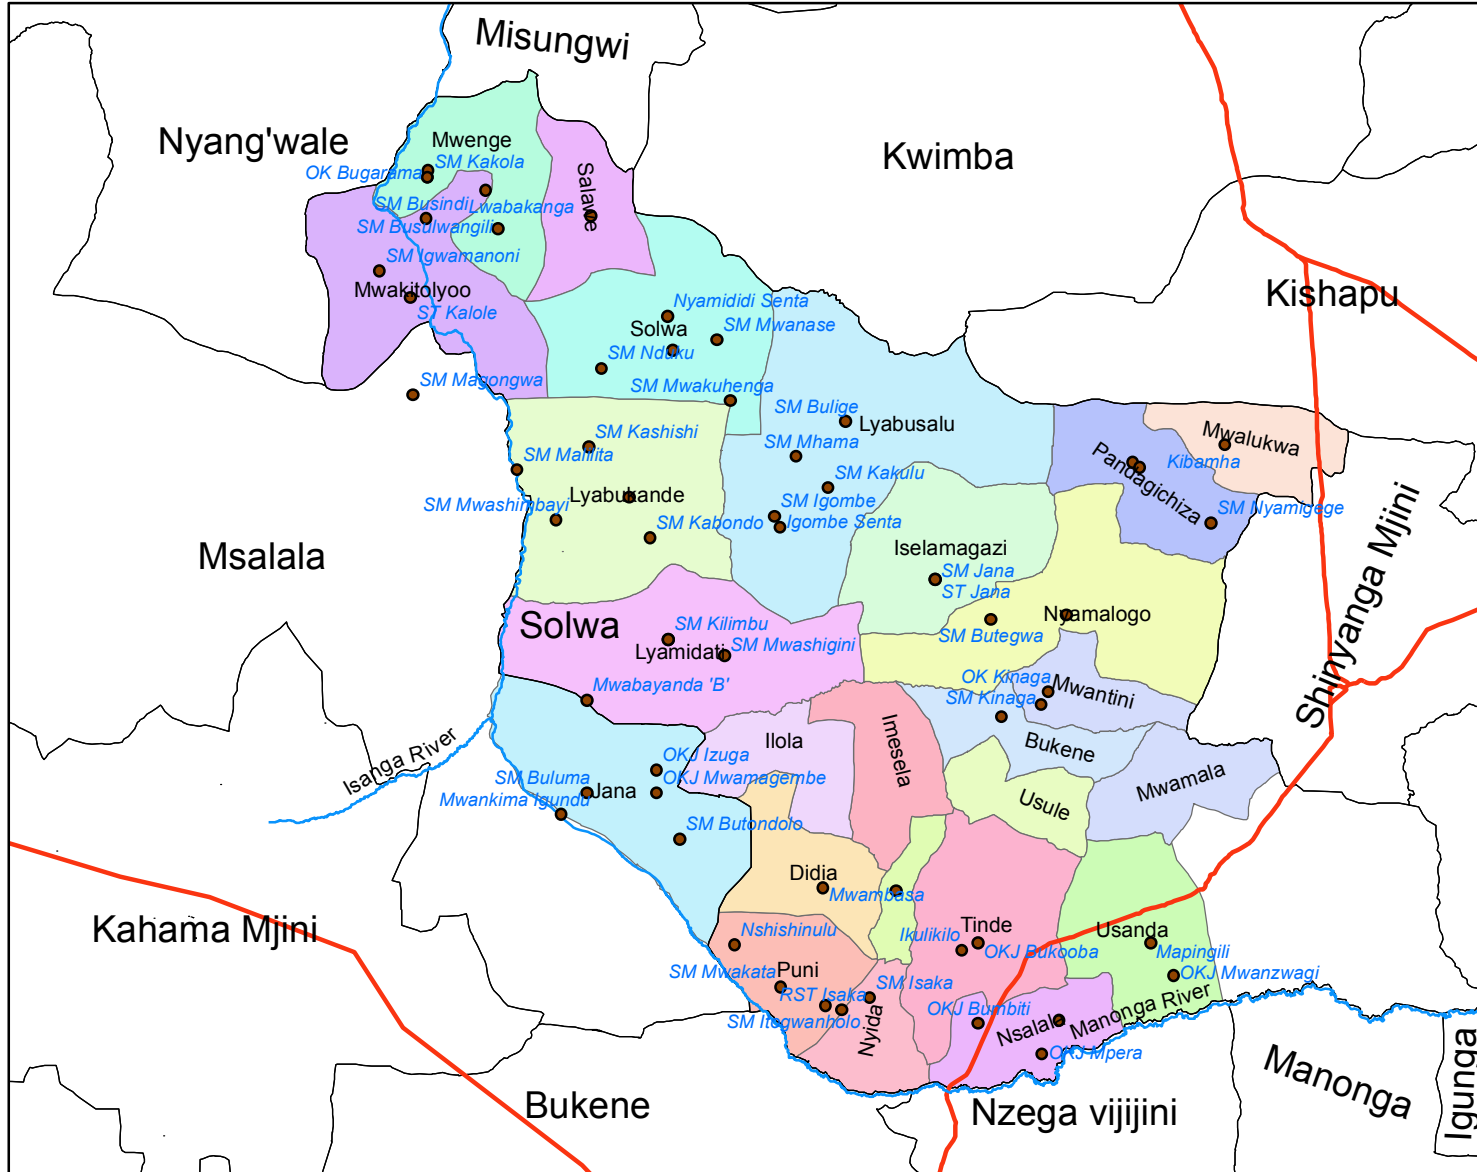 Misungwi
Nyang'wale
Mwenge
SM Kakola
OK Bugarama
Kwimba
Salawe
SM Busindi
Lwabakanga
SM Busulwangili
SM Igwamanoni
Mwakitolyoo
ST Kalole
Kishapu
Nyamididi Senta
Solwa
SM Mwanase
SM Nduku
SM Magongwa
SM Mwakuhenga
SM Bulige
Lyabusalu
SM Kashishi
SM Mhama
Mwalukwa
Pandagichiza
Kibamha
SM Malilita
SM Kakulu
Lyabukande
SM Mwashimbayi
SM Igombe
SM Nyamigege
SM Kabondo
Igombe Senta
Msalala
Iselamagazi
SM Jana
ST Jana
Shinyanga Mjini
Solwa
SM Kilimbu
Nyamalogo
SM Butegwa
Lyamidati
SM Mwashigini
Mwabayanda 'B'
OK Kinaga
Mwantini
SM Kinaga
Isanga River
Ilola
Imesela
Bukene
OKJ Izuga
SM Buluma
OKJ Mwamagembe
Mwamala
Jana
Mwankima Igundu
Usule
SM Butondolo
Didia
Mwambasa
Kahama Mjini
Tinde
Usanda
Nshishinulu
Ikulikilo
OKJ Bukooba
Mapingili
SM Mwakata
Puni
OKJ Mwanzwagi
RST Isaka
SM Isaka
SM Itegwanholo
Nyida
OKJ Bumbiti
Nsalala
Manonga River
OKJ Mpera
Bukene
Nzega vijijini
Manonga
Igunga